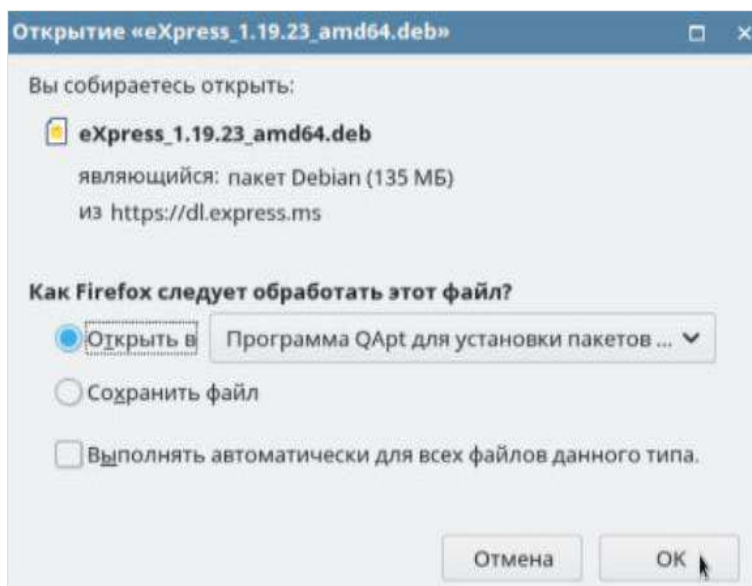 Открытие «eXpress_1.19.23_amd64.deb»
Вы собираетесь открыть:
eXpress_1.19.23_amd64.deb
являющийся: пакет Debian (135 МБ)
из https://dl.express.ms
Как Firefox следует обработать этот файл?
Открыть в Программа QApt для установки пакетов ...
Сохранить файл
Выполнять автоматически для всех файлов данного типа.
Отмена OK